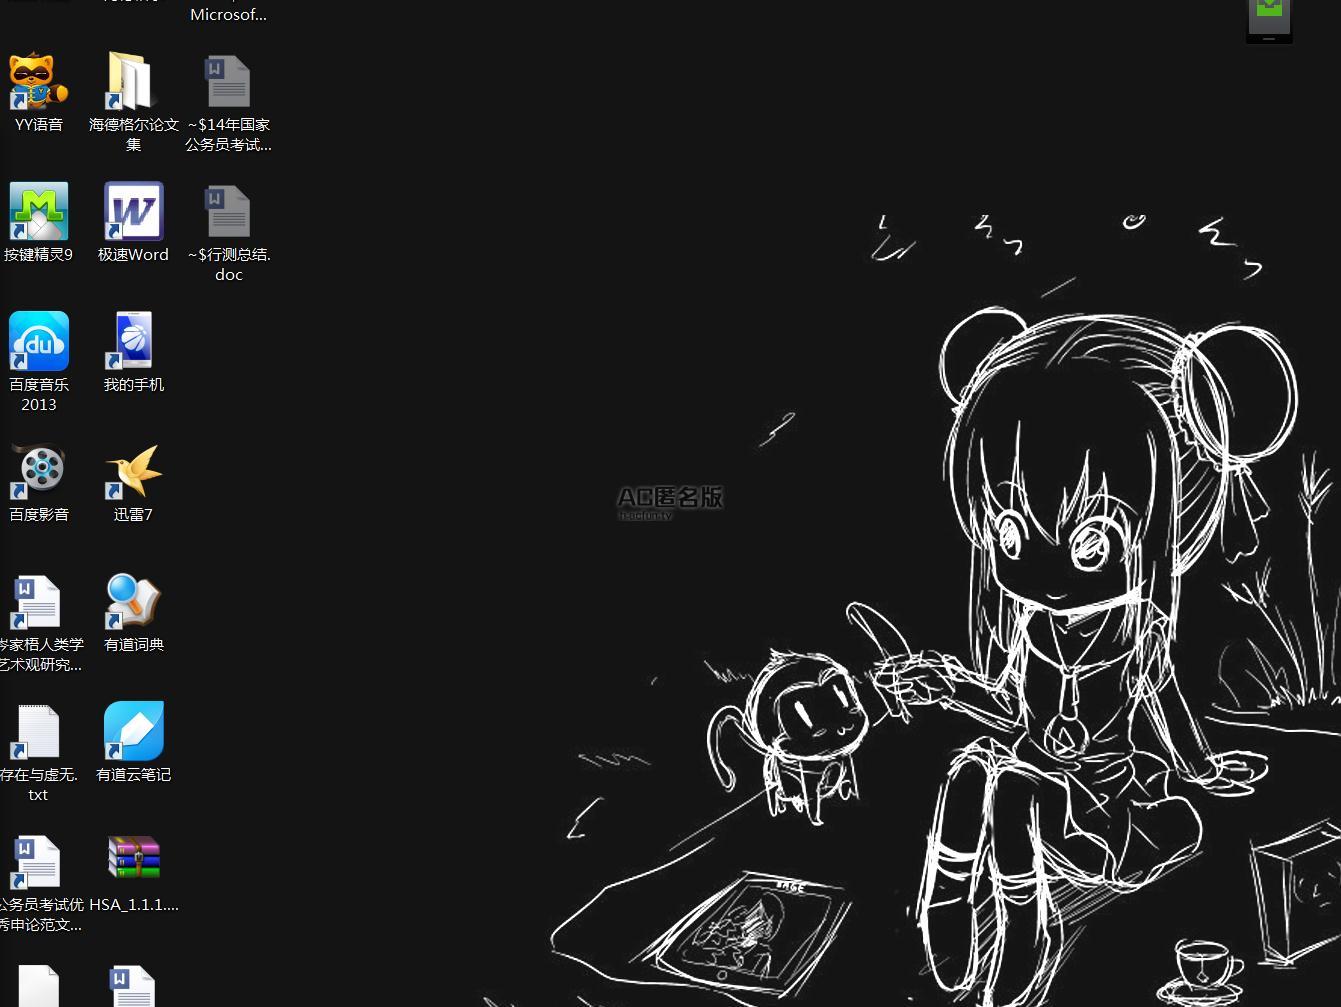 Microsof...
YY语音
海德格尔论文
集
~$14年国家
公务员考试...
按键精灵9
极速Word
~$行测总结.
doc
百度音乐
2013
我的手机
百度影音
迅雷7
AC匿名版
h.acfun.tv
岑家梧人类学
艺术观研究...
有道词典
存在与虚无.
txt
有道云笔记
公务员考试优
秀申论范文...
HSA_1.1.1....